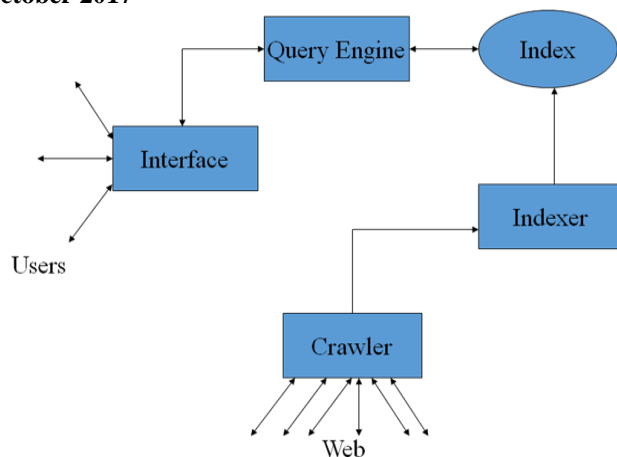 Query Engine
Index
Interface
Indexer
Users
Crawler
Web